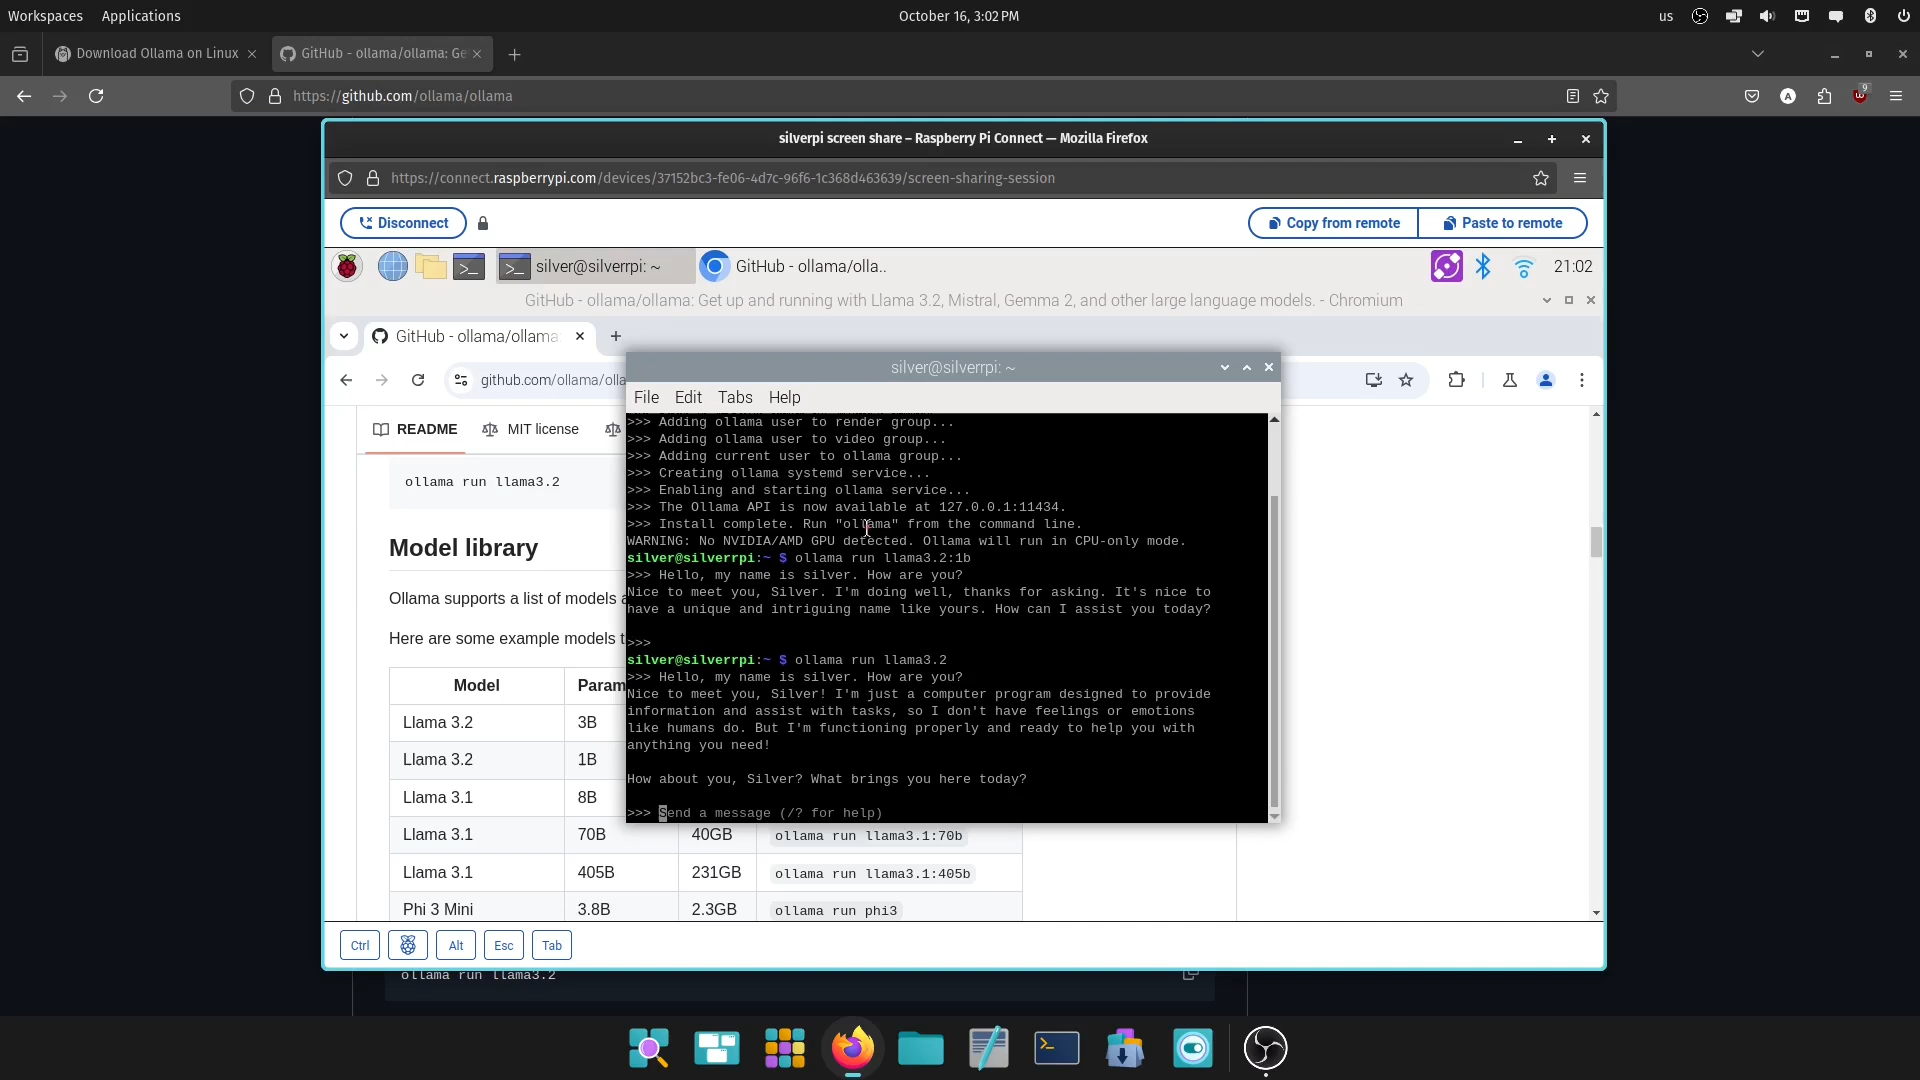 Workspaces Applications October 16, 3:02 PM us
Download Ollama on Linux GitHub - ollama/ollama: Ge
https://github.com/ollama/ollama A 9
silverpi screen share – Raspberry Pi Connect — Mozilla Firefox
https://connect.raspberrypi.com/devices/37152bc3-fe06-4d7c-96f6-1c368d463639/screen-sharing-session
Disconnect Copy from remote Paste to remote
silver@silverrpi: ~ GitHub - ollama/olla.. 21:02
GitHub - ollama/ollama: Get up and running with Llama 3.2, Mistral, Gemma 2, and other large language models. - Chromium
GitHub - ollama/ollama:
github.com/ollama/olla
README MIT license
ollama run llama3.2
Model library
Ollama supports a list of models a
Here are some example models t
Model Param
Llama 3.2 3B
Llama 3.2 1B
Llama 3.1 8B
Llama 3.1 70B 40GB ollama run llama3.1:70b
Llama 3.1 405B 231GB ollama run llama3.1:405b
Phi 3 Mini 3.8B 2.3GB ollama run phi3
silver@silverrpi: ~
File Edit Tabs Help
>>> Adding ollama user to render group...
>>> Adding ollama user to video group...
>>> Adding current user to ollama group...
>>> Creating ollama systemd service...
>>> Enabling and starting ollama service...
>>> The Ollama API is now available at 127.0.0.1:11434.
>>> Install complete. Run "ollama" from the command line.
WARNING: No NVIDIA/AMD GPU detected. Ollama will run in CPU-only mode.
silver@silverrpi:~ $ ollama run llama3.2:1b
>>> Hello, my name is silver. How are you?
Nice to meet you, Silver. I'm doing well, thanks for asking. It's nice to
have a unique and intriguing name like yours. How can I assist you today?
>>>
silver@silverrpi:~ $ ollama run llama3.2
>>> Hello, my name is silver. How are you?
Nice to meet you, Silver! I'm just a computer program designed to provide
information and assist with tasks, so I don't have feelings or emotions
like humans do. But I'm functioning properly and ready to help you with
anything you need!
How about you, Silver? What brings you here today?
>>> Send a message (/? for help)
Ctrl Alt Esc Tab
ollama run llama3.2